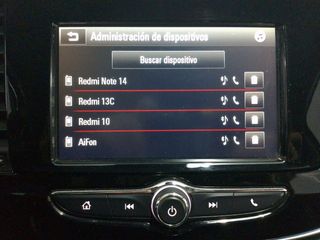 Administración de dispositivos
Buscar dispositivo
Redmi Note 14
Redmi 13C
Redmi 10
AiFon